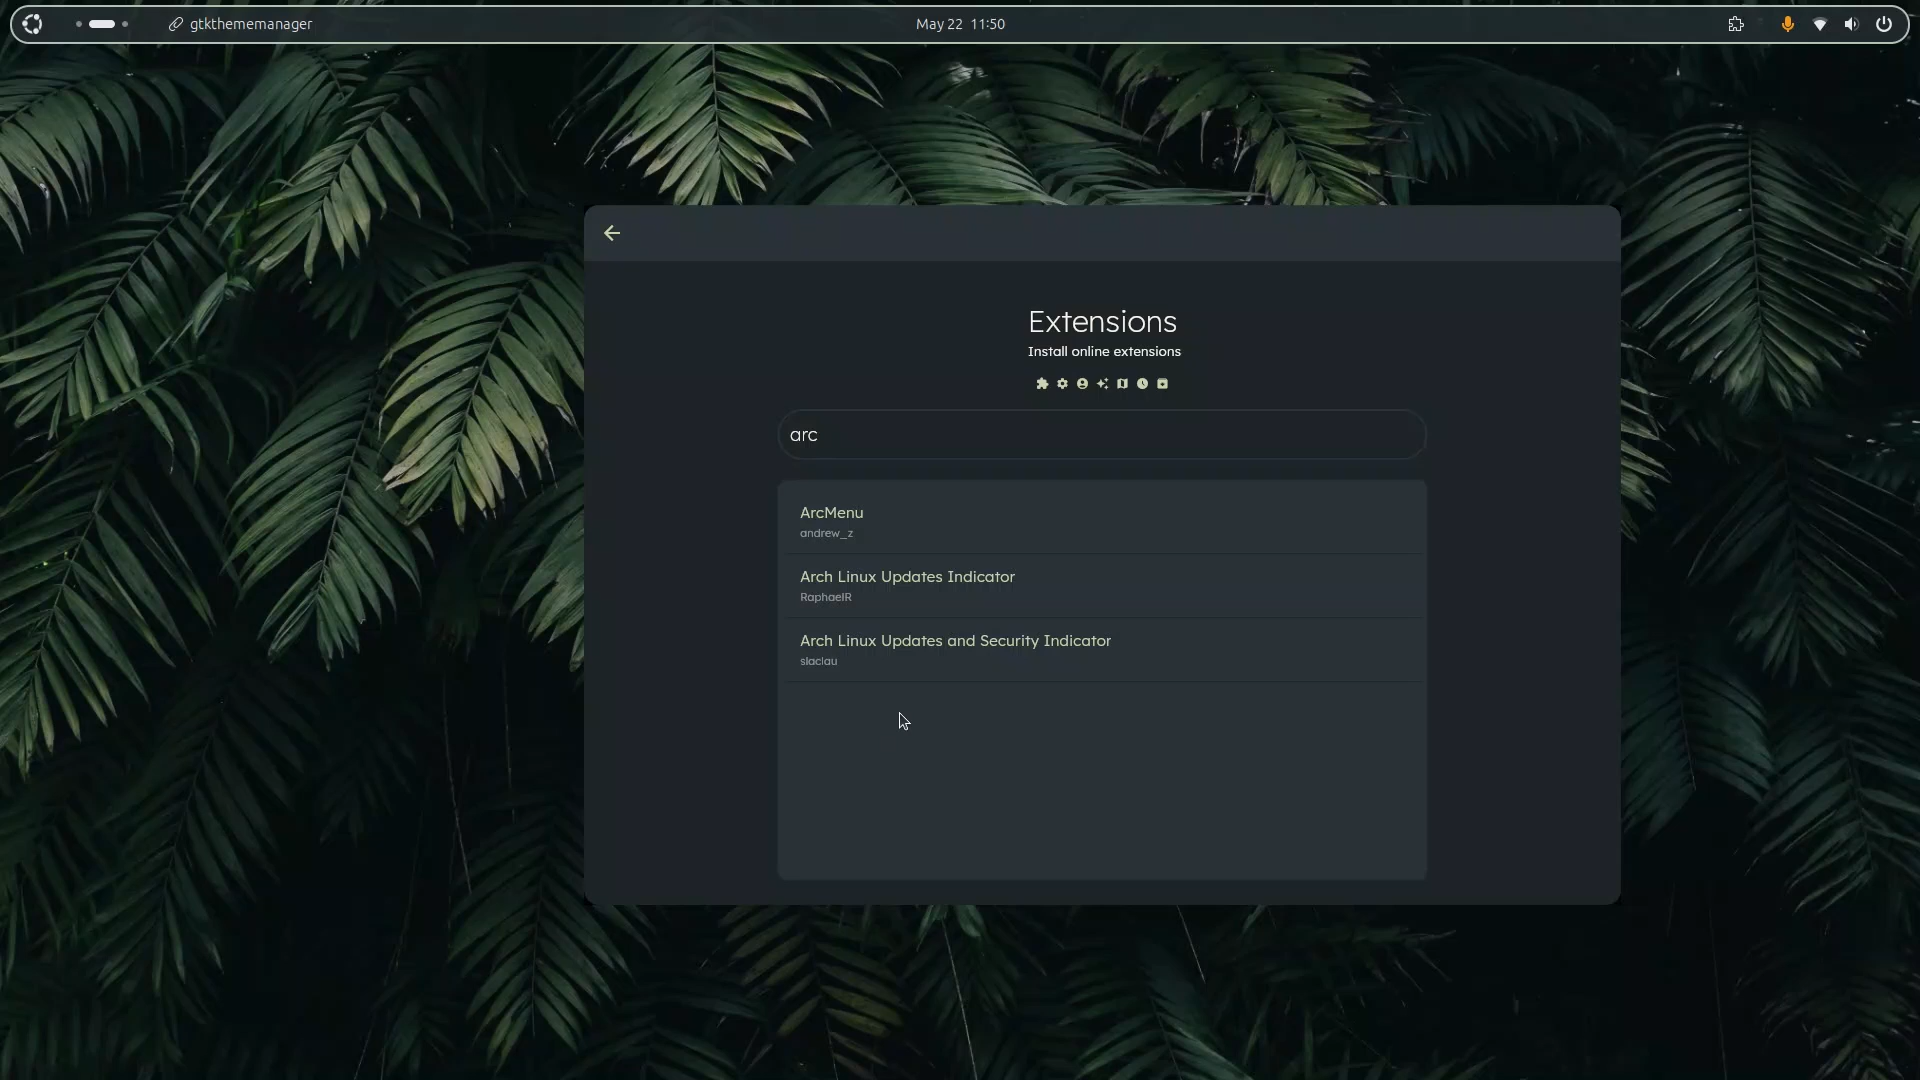 gtkthememanager
May 22 11:50
Extensions
Install online extensions
arc
ArcMenu
andrew_z
Arch Linux Updates Indicator
RaphaelR
Arch Linux Updates and Security Indicator
slaclau